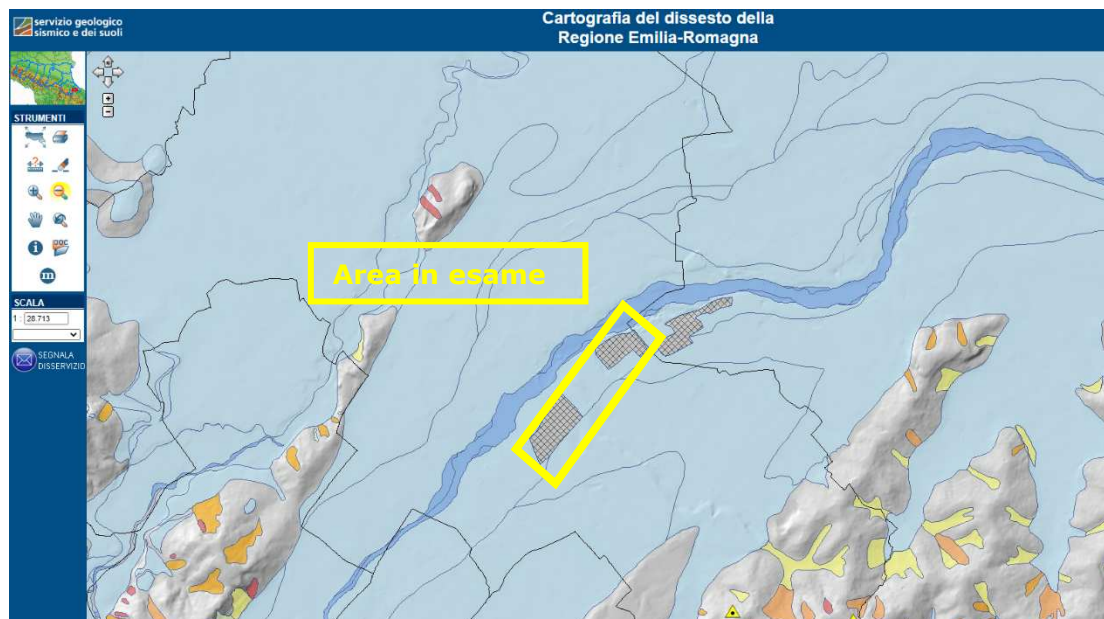 servizio geologico
sismico e dei suoli
Cartografia del dissesto della
Regione Emilia-Romagna
STRUMENTI
DOC
i
m
SCALA
1 : 28.713
SEGNALA
DISSERVIZIO
Area in esame